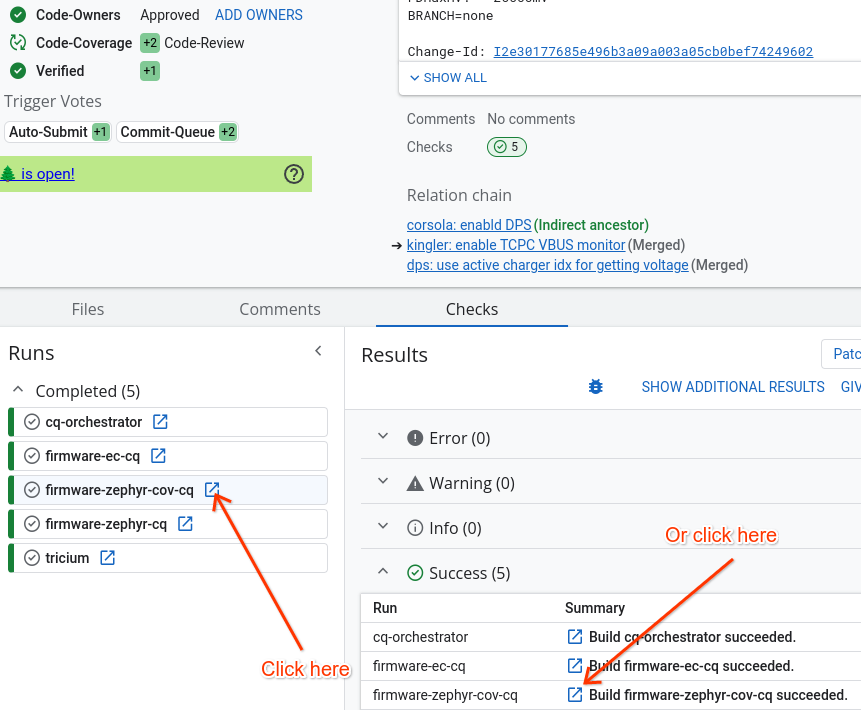 Code-Owners Approved ADD OWNERS
Code-Coverage +2 Code-Review
Verified +1
Trigger Votes
Auto-Submit +1 Commit-Queue +2
is open!
BRANCH=none
Change-Id: I2e30177685e496b3a09a003a05cb0bef74249602
SHOW ALL
Comments No comments
Checks 5
Relation chain
corsola: enabld DPS (Indirect ancestor)
→ kingler: enable TCPC VBUS monitor (Merged)
dps: use active charger idx for getting voltage (Merged)
Files Comments Checks
Runs
Completed (5)
cq-orchestrator
firmware-ec-cq
firmware-zephyr-cov-cq
firmware-zephyr-cq
tricium
Click here
Results
SHOW ADDITIONAL RESULTS
Error (0)
Warning (0)
Info (0)
Or click here
Success (5)
Run Summary
cq-orchestrator Build cq-orchestrator succeeded.
firmware-ec-cq Build firmware-ec-cq succeeded.
firmware-zephyr-cov-cq Build firmware-zephyr-cov-cq succeeded.